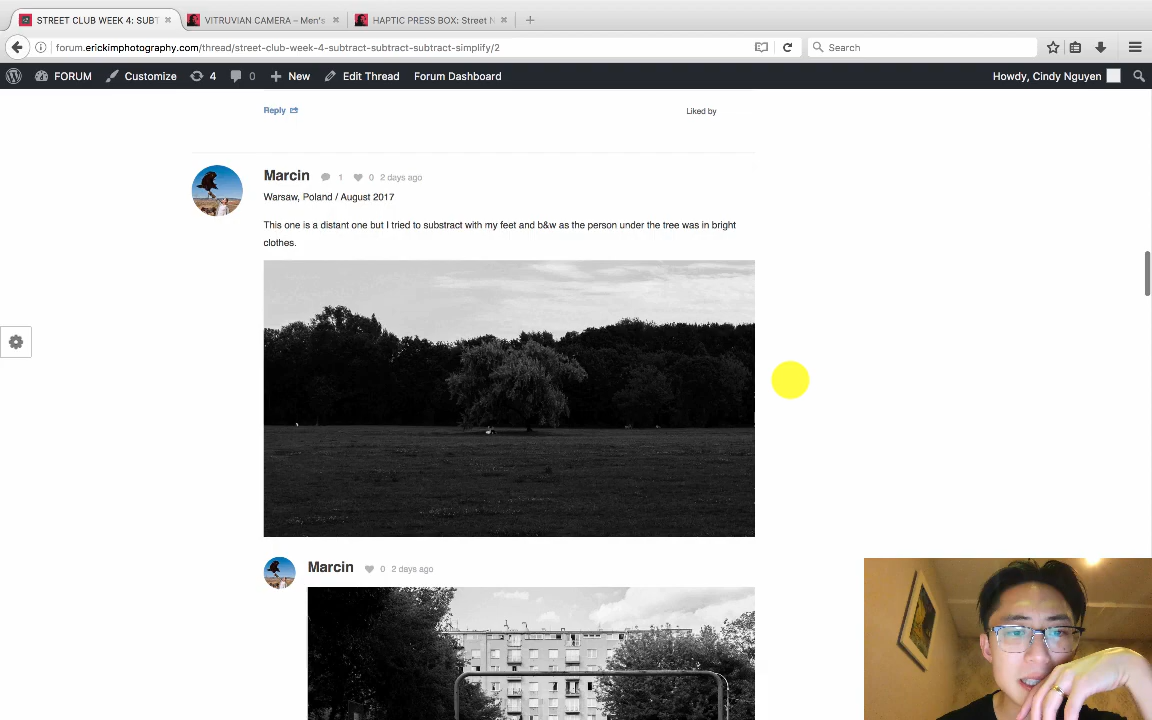 STREET CLUB WEEK 4: SUBT
VITRUVIAN CAMERA – Men's
HAPTIC PRESS BOX: Street N
forum.erickimphotography.com/thread/street-club-week-4-subtract-subtract-subtract-simplify/2
Search
FORUM
Customize
4
0
New
Edit Thread
Forum Dashboard
Howdy, Cindy Nguyen
Reply
Liked by
Marcin 1 0 2 days ago
Warsaw, Poland / August 2017
This one is a distant one but I tried to substract with my feet and b&w as the person under the tree was in bright
clothes.
Marcin 0 2 days ago